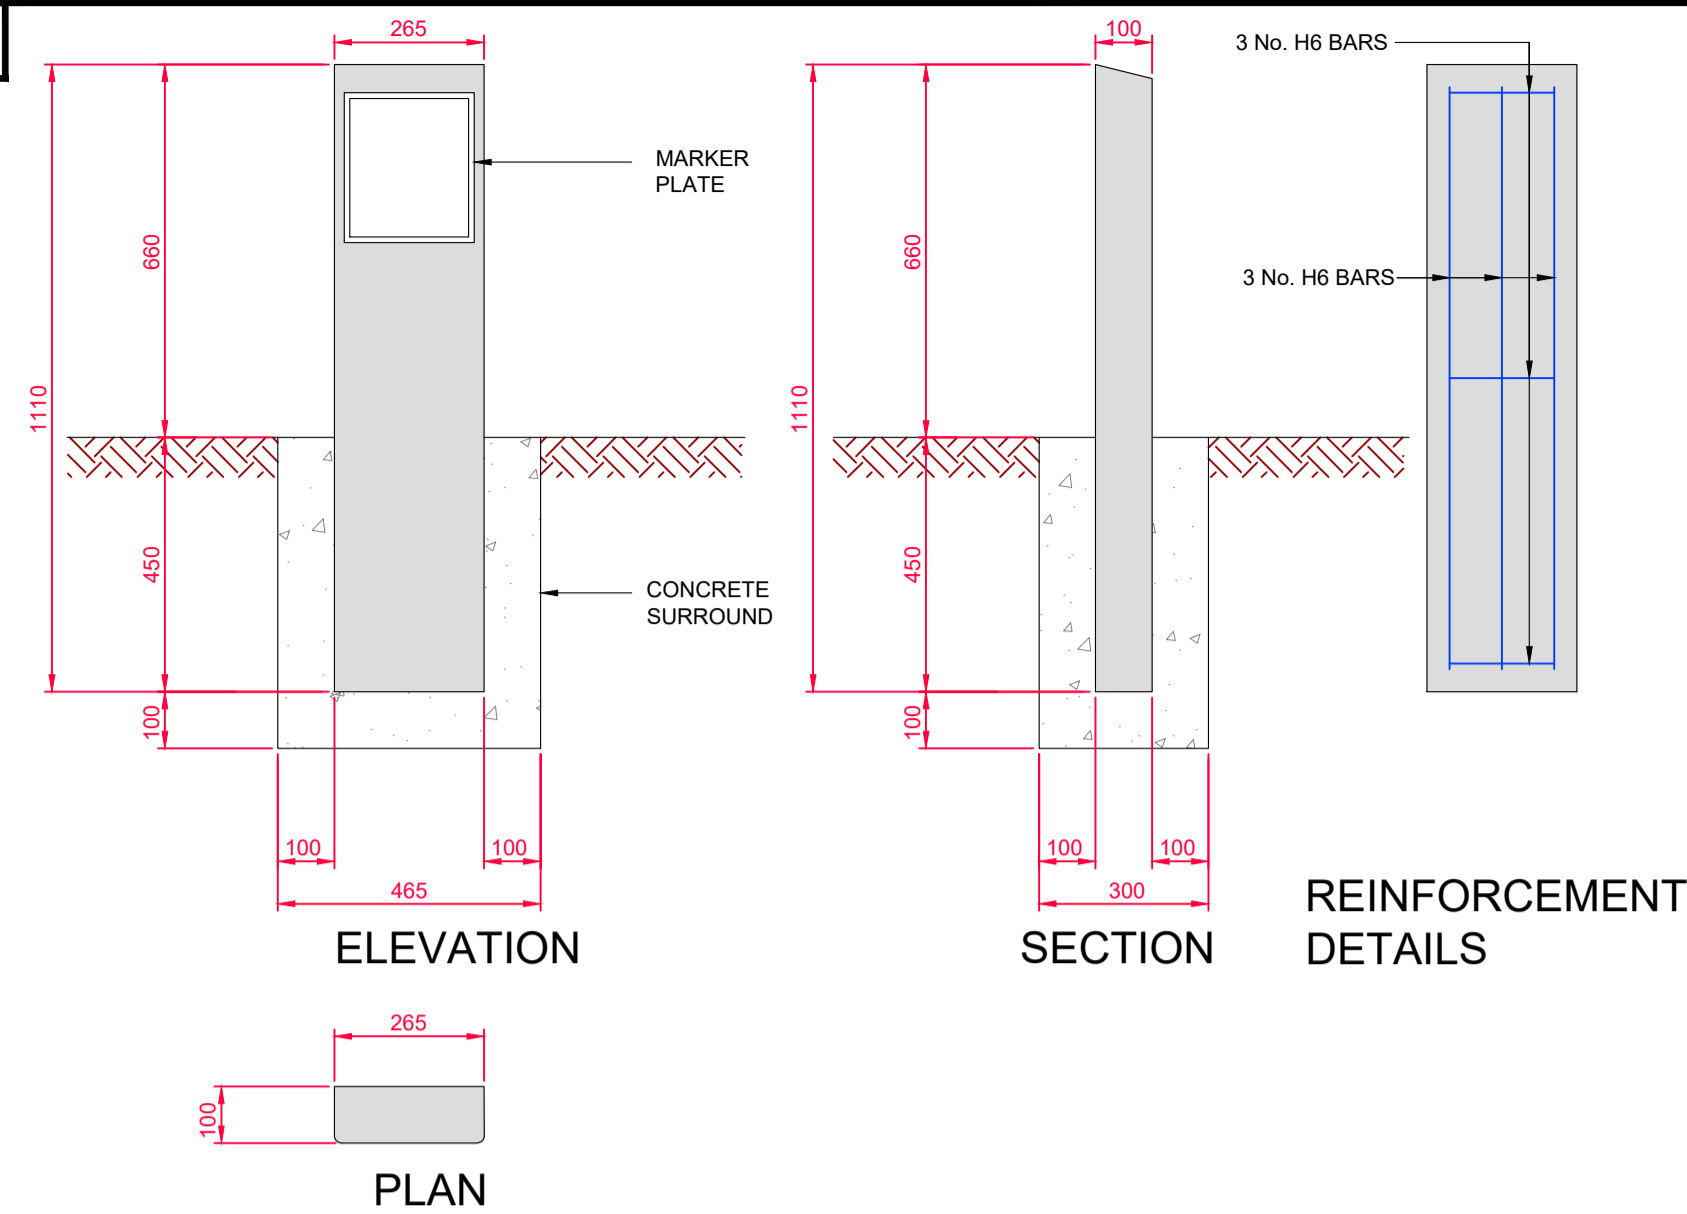 265
660
1110
450
100
MARKER
PLATE
CONCRETE
SURROUND
100
100
465
ELEVATION
100
660
1110
450
100
100
100
300
SECTION
3 No. H6 BARS
3 No. H6 BARS
REINFORCEMENT
DETAILS
265
100
PLAN